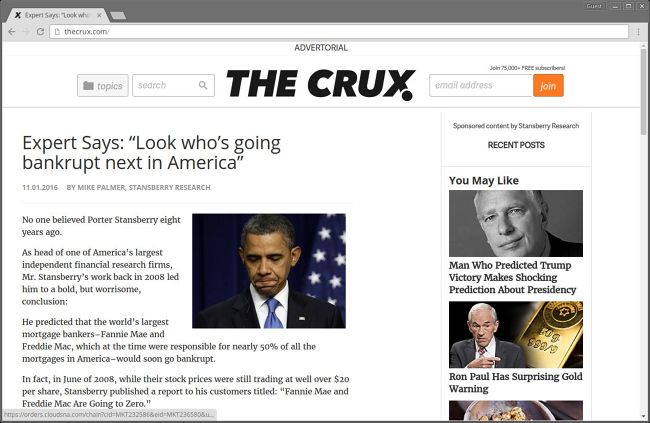 Expert Says: “Look who’
Guest
thecrux.com/
ADVERTORIAL
Join 75,000+ FREE subscribers!
topics
search
THE CRUX
email address
join
Expert Says: “Look who’s going
bankrupt next in America”
11.01.2016 BY MIKE PALMER, STANSBERRY RESEARCH
No one believed Porter Stansberry eight
years ago.
As head of one of America’s largest
independent financial research firms,
Mr. Stansberry’s work back in 2008 led
him to a bold, but worrisome,
conclusion:
He predicted that the world’s largest
mortgage bankers–Fannie Mae and
Freddie Mac, which at the time were responsible for nearly 50% of all the
mortgages in America–would soon go bankrupt.
In fact, in June of 2008, while their stock prices were still trading at well over $20
per share, Stansberry published a report to his customers titled: “Fannie Mae and
Freddie Mac Are Going to Zero.”
https://orders.cloudsna.com/chain?cid=MKT232586&eid=MKT236580&u...
Sponsored content by Stansberry Research
RECENT POSTS
You May Like
Man Who Predicted Trump
Victory Makes Shocking
Prediction About Presidency
Ron Paul Has Surprising Gold
Warning